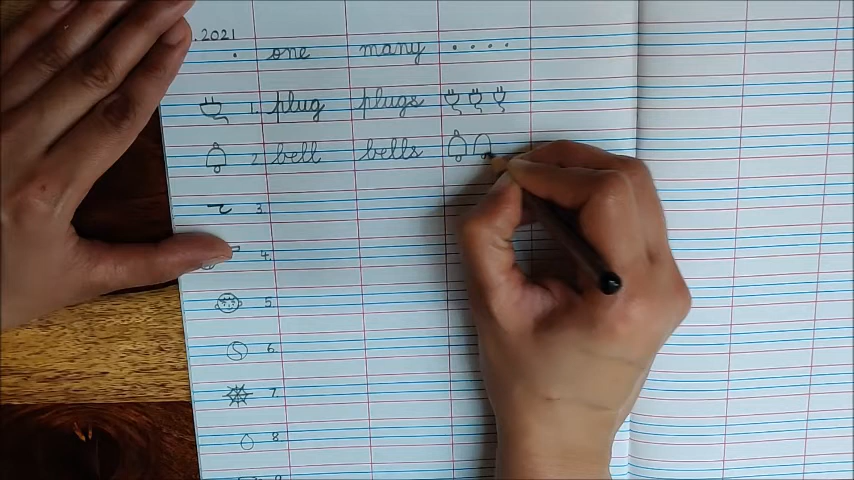 .2021
. one many . . . .
1. plug plugs
2. bell bells
3.
4.
5
6.
7.
8